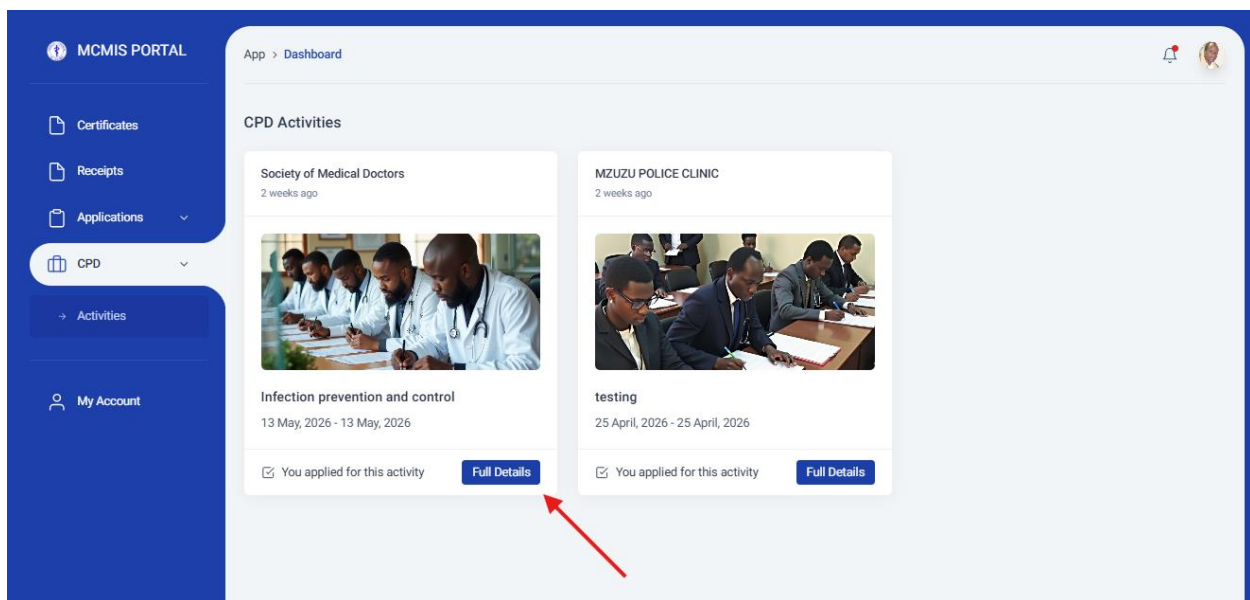 MCMIS PORTAL
Certificates
Receipts
Applications
CPD
Activities
My Account
App > Dashboard
CPD Activities
Society of Medical Doctors
2 weeks ago
Infection prevention and control
13 May, 2026 - 13 May, 2026
You applied for this activity
Full Details
MZUZU POLICE CLINIC
2 weeks ago
testing
25 April, 2026 - 25 April, 2026
You applied for this activity
Full Details